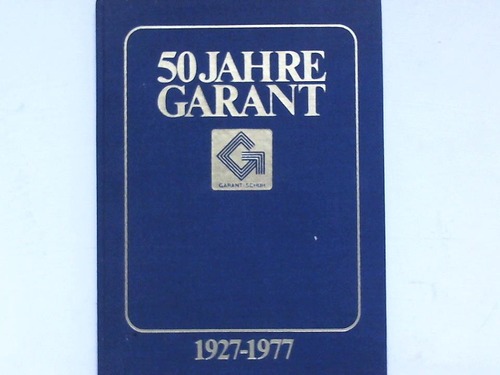 50 JAHRE
GARANT
GARANT SCHUH
1927-1977